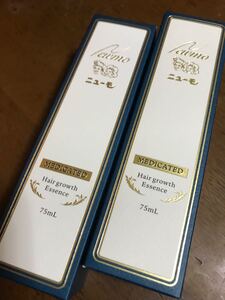 ニューモ
MEDICATED
Hair growth
Essence
75mL
ニューモ
MEDICATED
Hair growth
Essence
75mL